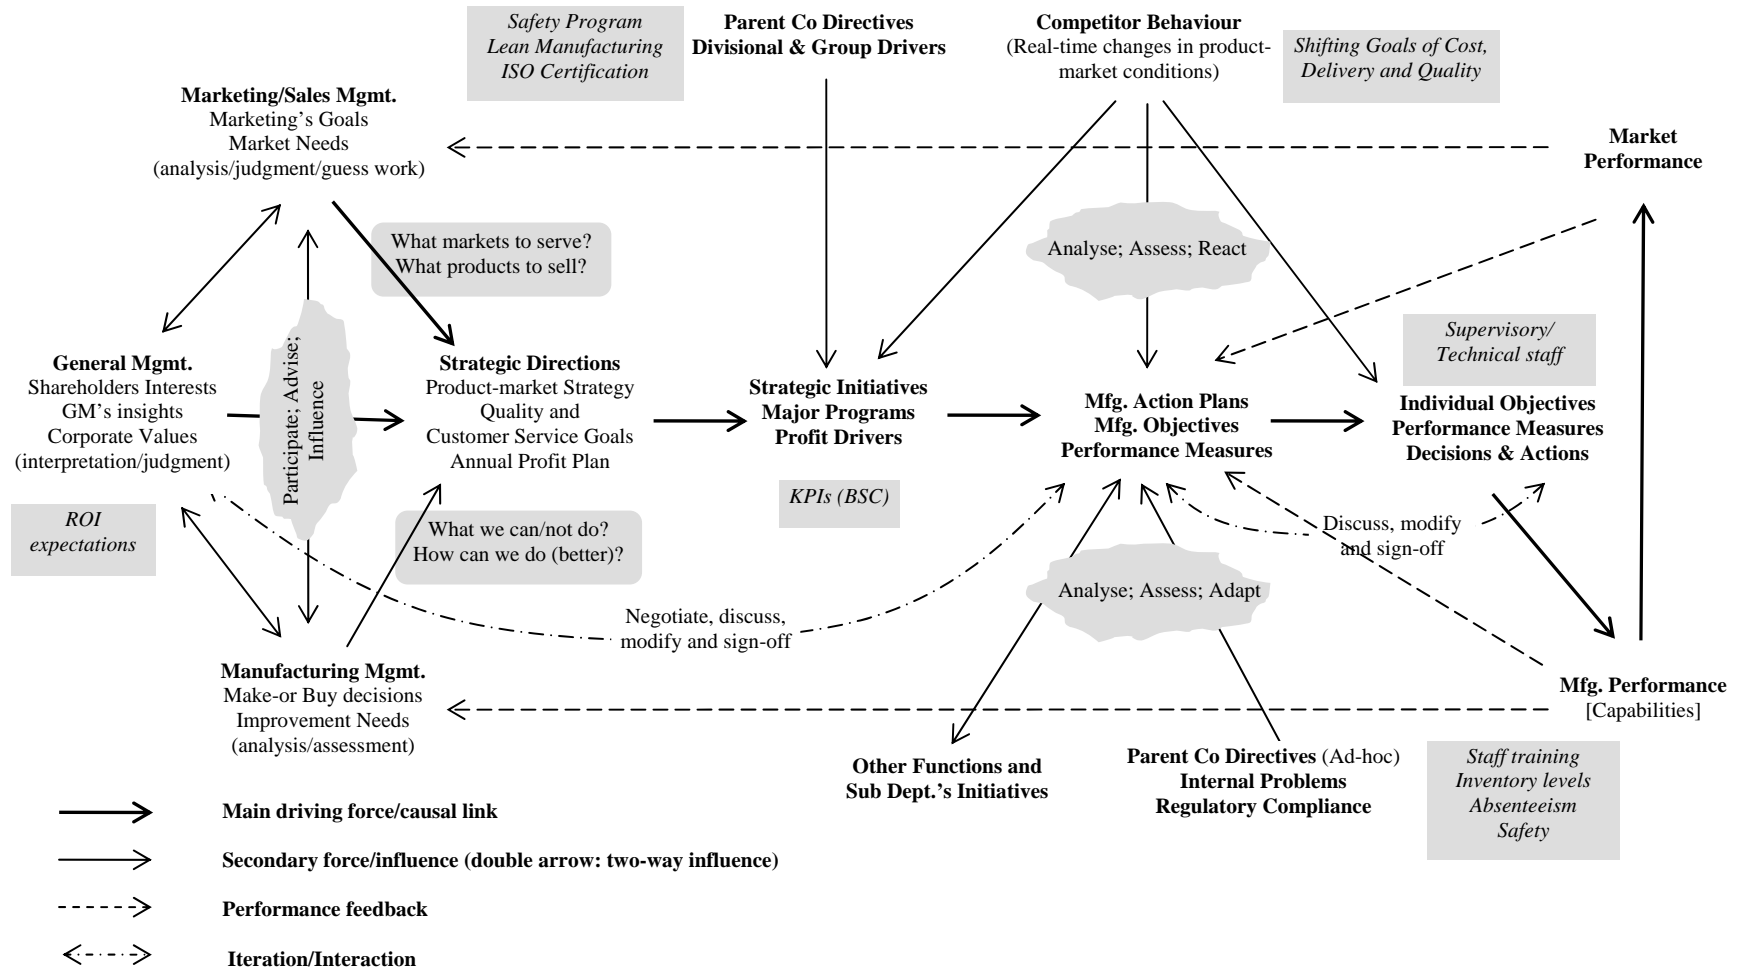 Safety Program
Lean Manufacturing
ISO Certification
Parent Co Directives
Divisional & Group Drivers
Competitor Behaviour
(Real-time changes in product-
market conditions)
Shifting Goals of Cost,
Delivery and Quality
Marketing/Sales Mgmt.
Marketing’s Goals
Market Needs
(analysis/judgment/guess work)
Market
Performance
What markets to serve?
What products to sell?
Analyse; Assess; React
General Mgmt.
Shareholders Interests
GM’s insights
Corporate Values
(interpretation/judgment)
Participate; Advise;
Influence
Strategic Directions
Product-market Strategy
Quality and
Customer Service Goals
Annual Profit Plan
Strategic Initiatives
Major Programs
Profit Drivers
Mfg. Action Plans
Mfg. Objectives
Performance Measures
Supervisory/
Technical staff
Individual Objectives
Performance Measures
Decisions & Actions
KPIs (BSC)
ROI
expectations
What we can/not do?
How can we do (better)?
Discuss, modify
and sign-off
Analyse; Assess; Adapt
Negotiate, discuss,
modify and sign-off
Manufacturing Mgmt.
Make-or Buy decisions
Improvement Needs
(analysis/assessment)
Mfg. Performance
[Capabilities]
Other Functions and
Sub Dept.’s Initiatives
Parent Co Directives (Ad-hoc)
Internal Problems
Regulatory Compliance
Staff training
Inventory levels
Absenteeism
Safety
Main driving force/causal link
Secondary force/influence (double arrow: two-way influence)
Performance feedback
Iteration/Interaction